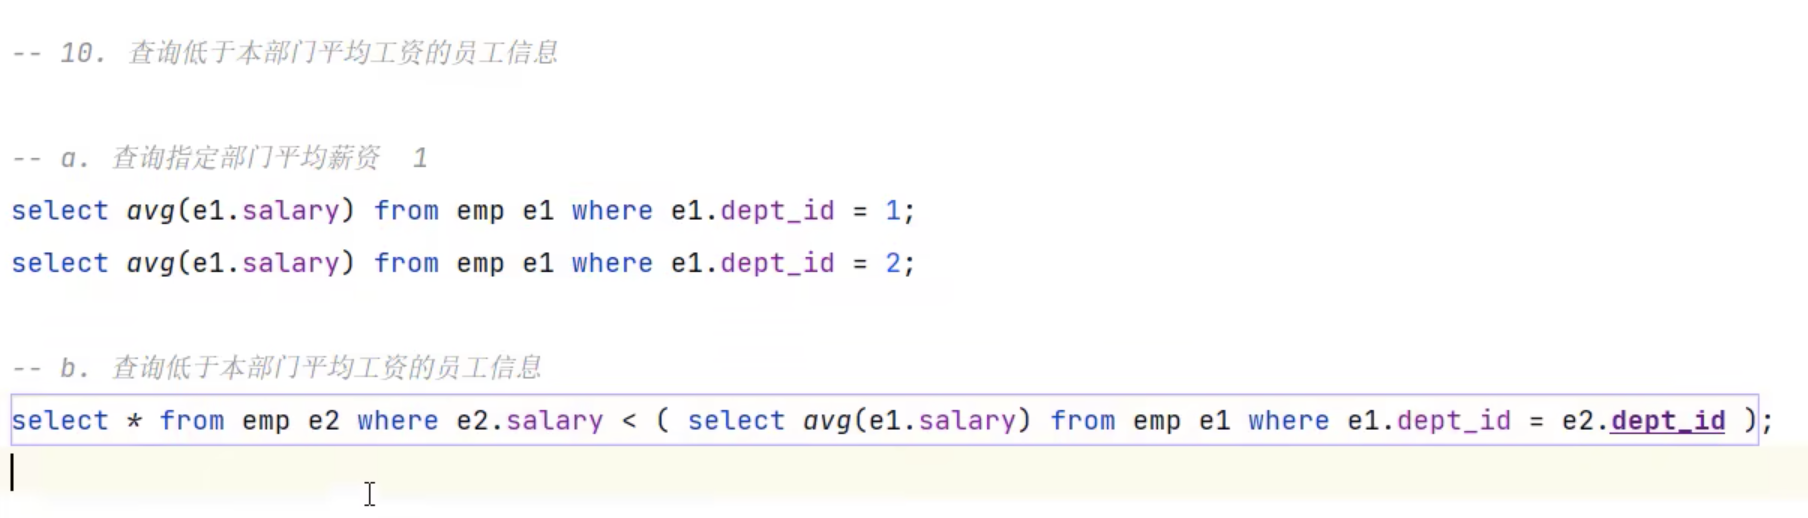 -- 10. 查询低于本部门平均工资的员工信息
-- a. 查询指定部门平均薪资  1
select avg(e1.salary) from emp e1 where e1.dept_id = 1;
select avg(e1.salary) from emp e1 where e1.dept_id = 2;
-- b. 查询低于本部门平均工资的员工信息
select * from emp e2 where e2.salary < ( select avg(e1.salary) from emp e1 where e1.dept_id = e2.dept_id );